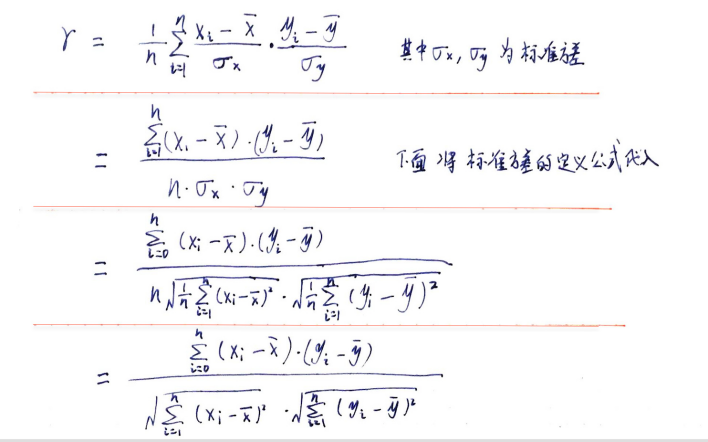 r = \frac{1}{n} \sum_{i=1}^{n} \frac{x_i - \bar{x}}{\sigma_x} \cdot \frac{y_i - \bar{y}}{\sigma_y} 其中 \sigma_x, \sigma_y 为标准差
= \frac{\sum_{i=1}^{n} (x_i - \bar{x}) \cdot (y_i - \bar{y})}{n \cdot \sigma_x \cdot \sigma_y} 下面将标准差的定义公式代入
= \frac{\sum_{i=0}^{n} (x_i - \bar{x}) \cdot (y_i - \bar{y})}{n \sqrt{\frac{1}{n} \sum_{i=1}^{n} (x_i - \bar{x})^2} \cdot \sqrt{\frac{1}{n} \sum_{i=1}^{n} (y_i - \bar{y})^2}}
= \frac{\sum_{i=0}^{n} (x_i - \bar{x}) \cdot (y_i - \bar{y})}{\sqrt{\sum_{i=1}^{n} (x_i - \bar{x})^2} \cdot \sqrt{\sum_{i=1}^{n} (y_i - \bar{y})^2}}